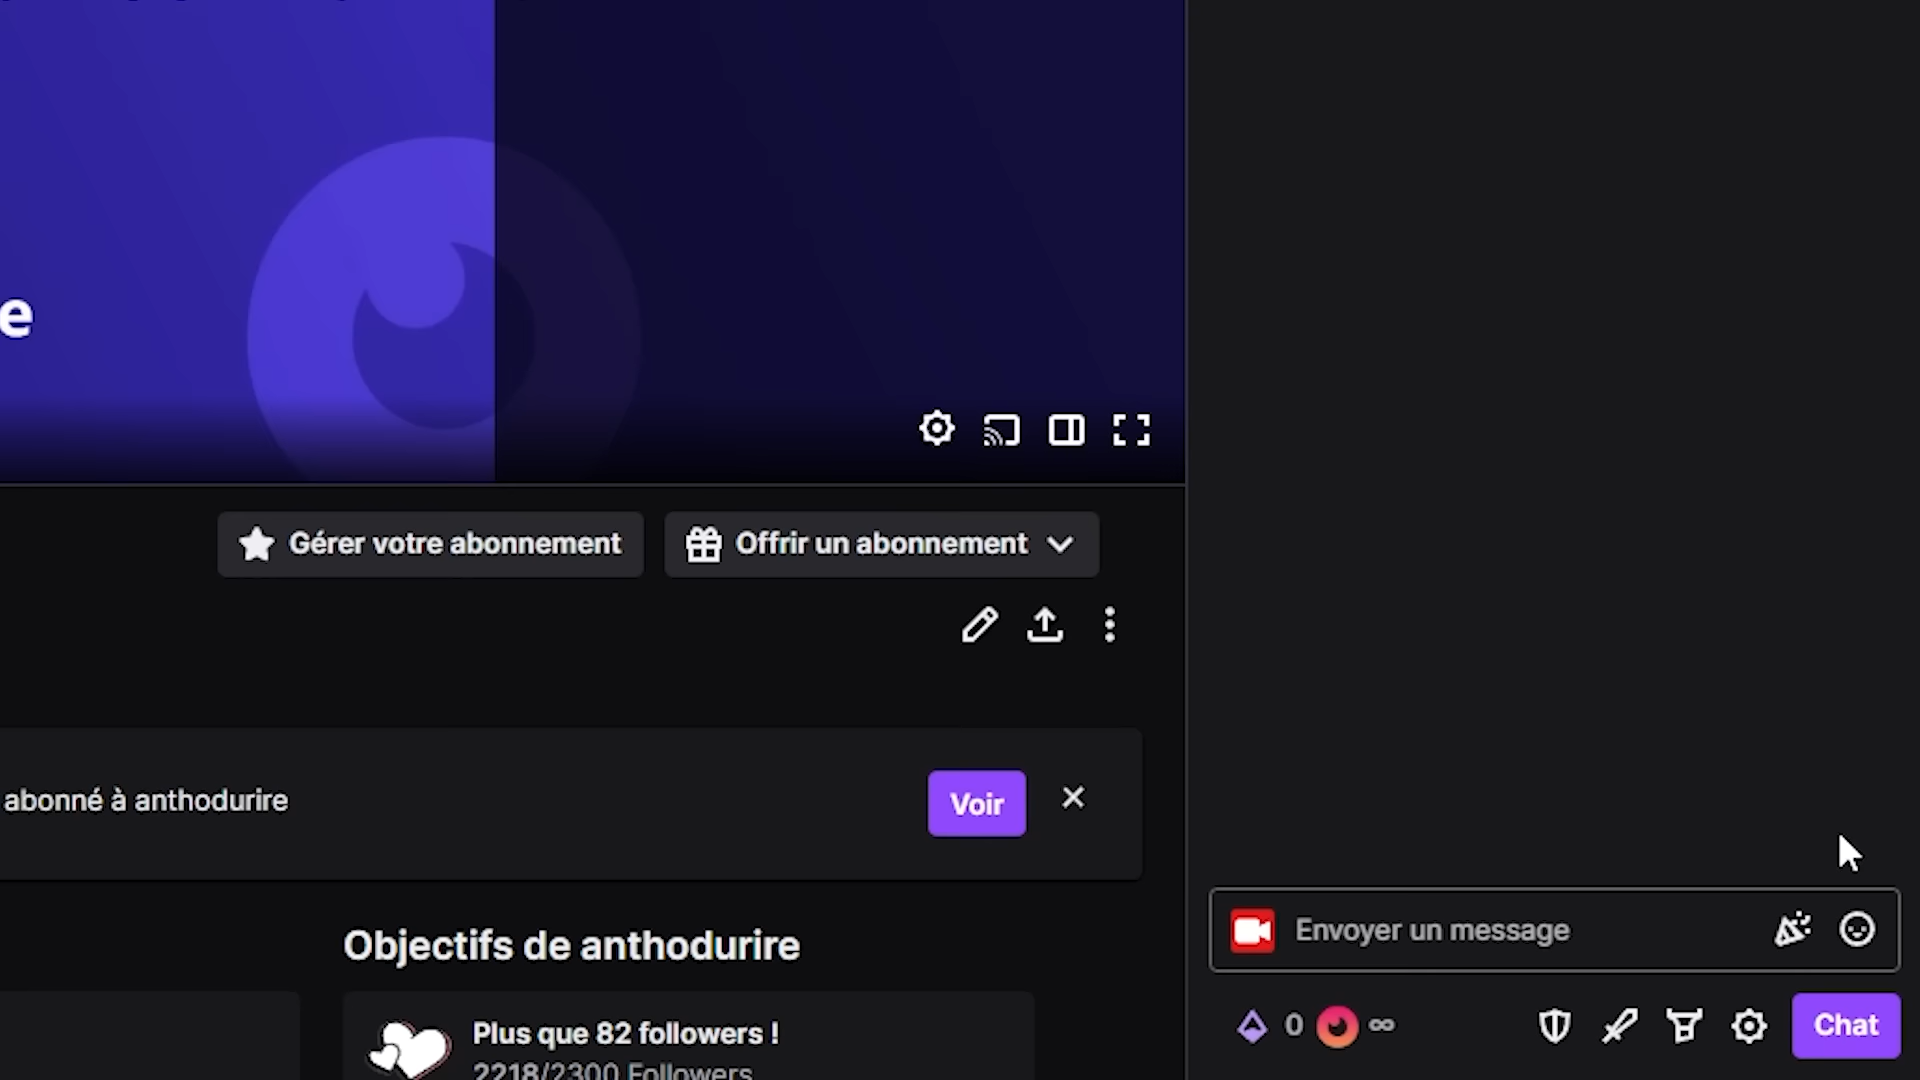 e
Gérer votre abonnement
Offrir un abonnement
abonné à anthodurire
Voir
Objectifs de anthodurire
Plus que 82 followers !
2218/2300 Followers
Envoyer un message
0
∞
Chat